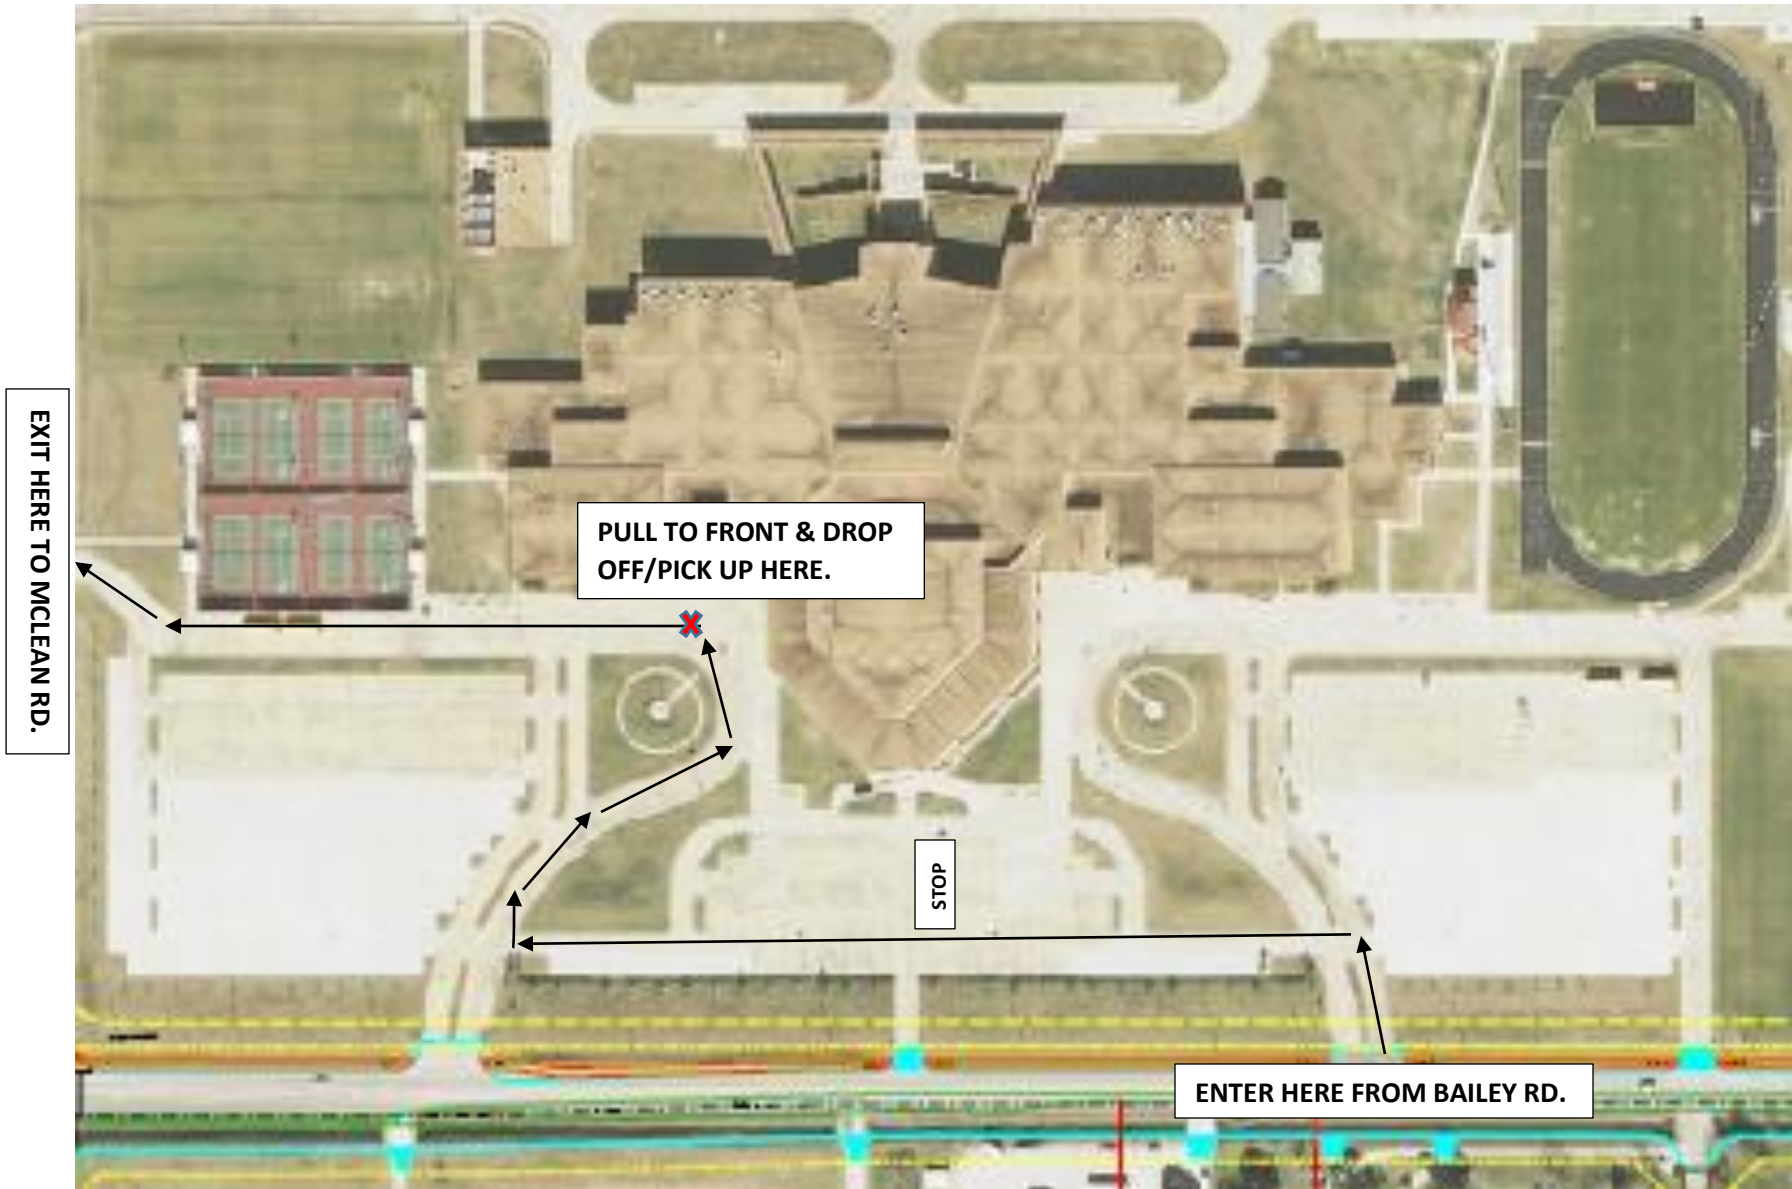 PULL TO FRONT & DROP
OFF/PICK UP HERE.
EXIT HERE TO MCLEAN RD.
STOP
ENTER HERE FROM BAILEY RD.